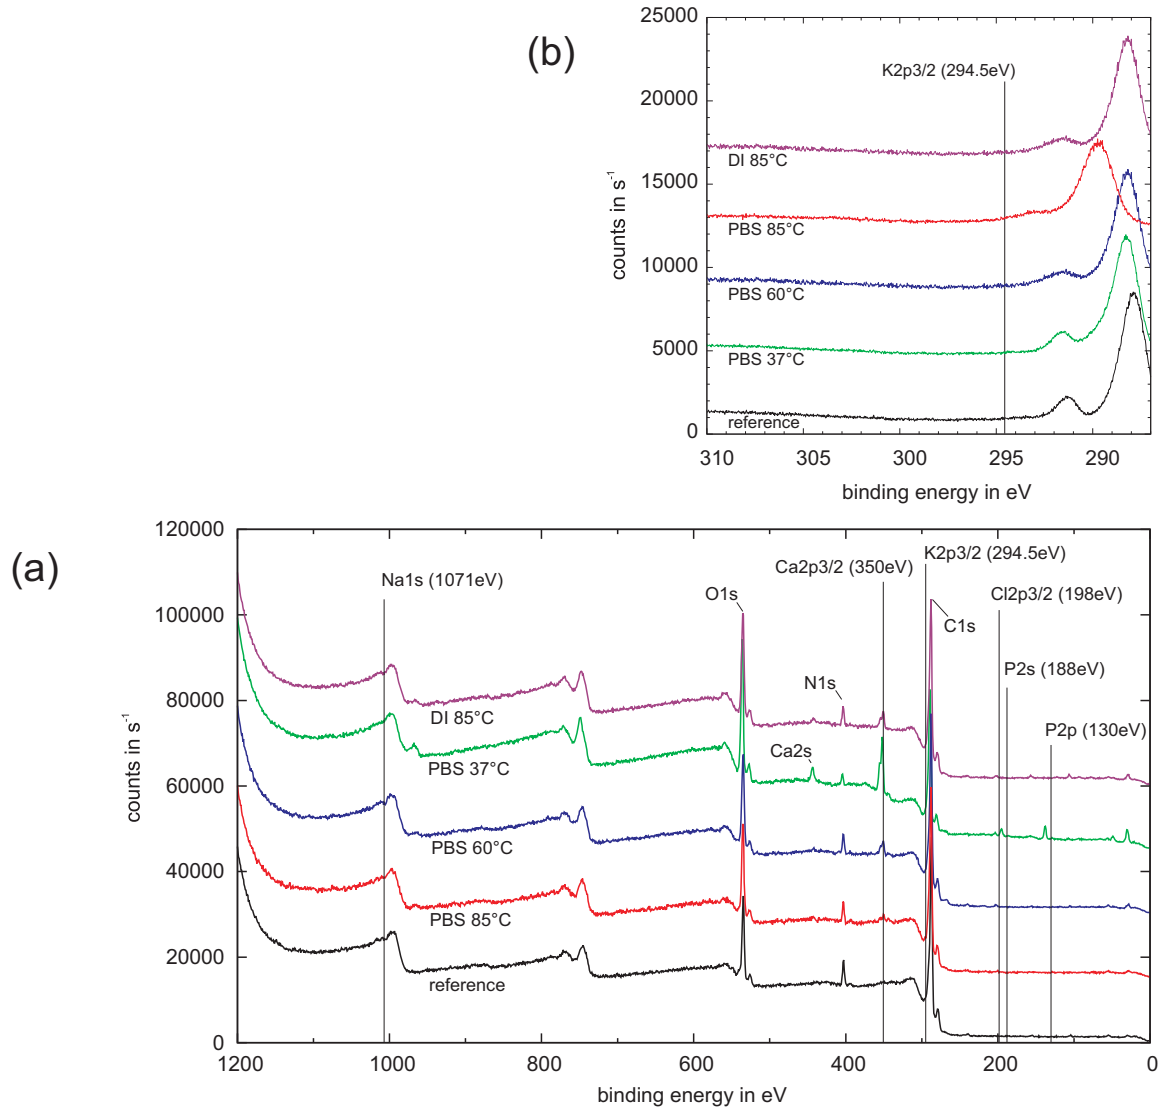 (b)
25000
20000
15000
10000
5000
0
counts in s⁻¹
K2p3/2 (294.5eV)
DI 85°C
PBS 85°C
PBS 60°C
PBS 37°C
reference
310 305 300 295 290
binding energy in eV
(a)
120000
100000
80000
60000
40000
20000
0
counts in s⁻¹
Na1s (1071eV)
O1s
Ca2p3/2 (350eV)
K2p3/2 (294.5eV)
Cl2p3/2 (198eV)
C1s
P2s (188eV)
N1s
P2p (130eV)
Ca2s
DI 85°C
PBS 37°C
PBS 60°C
PBS 85°C
reference
1200 1000 800 600 400 200 0
binding energy in eV